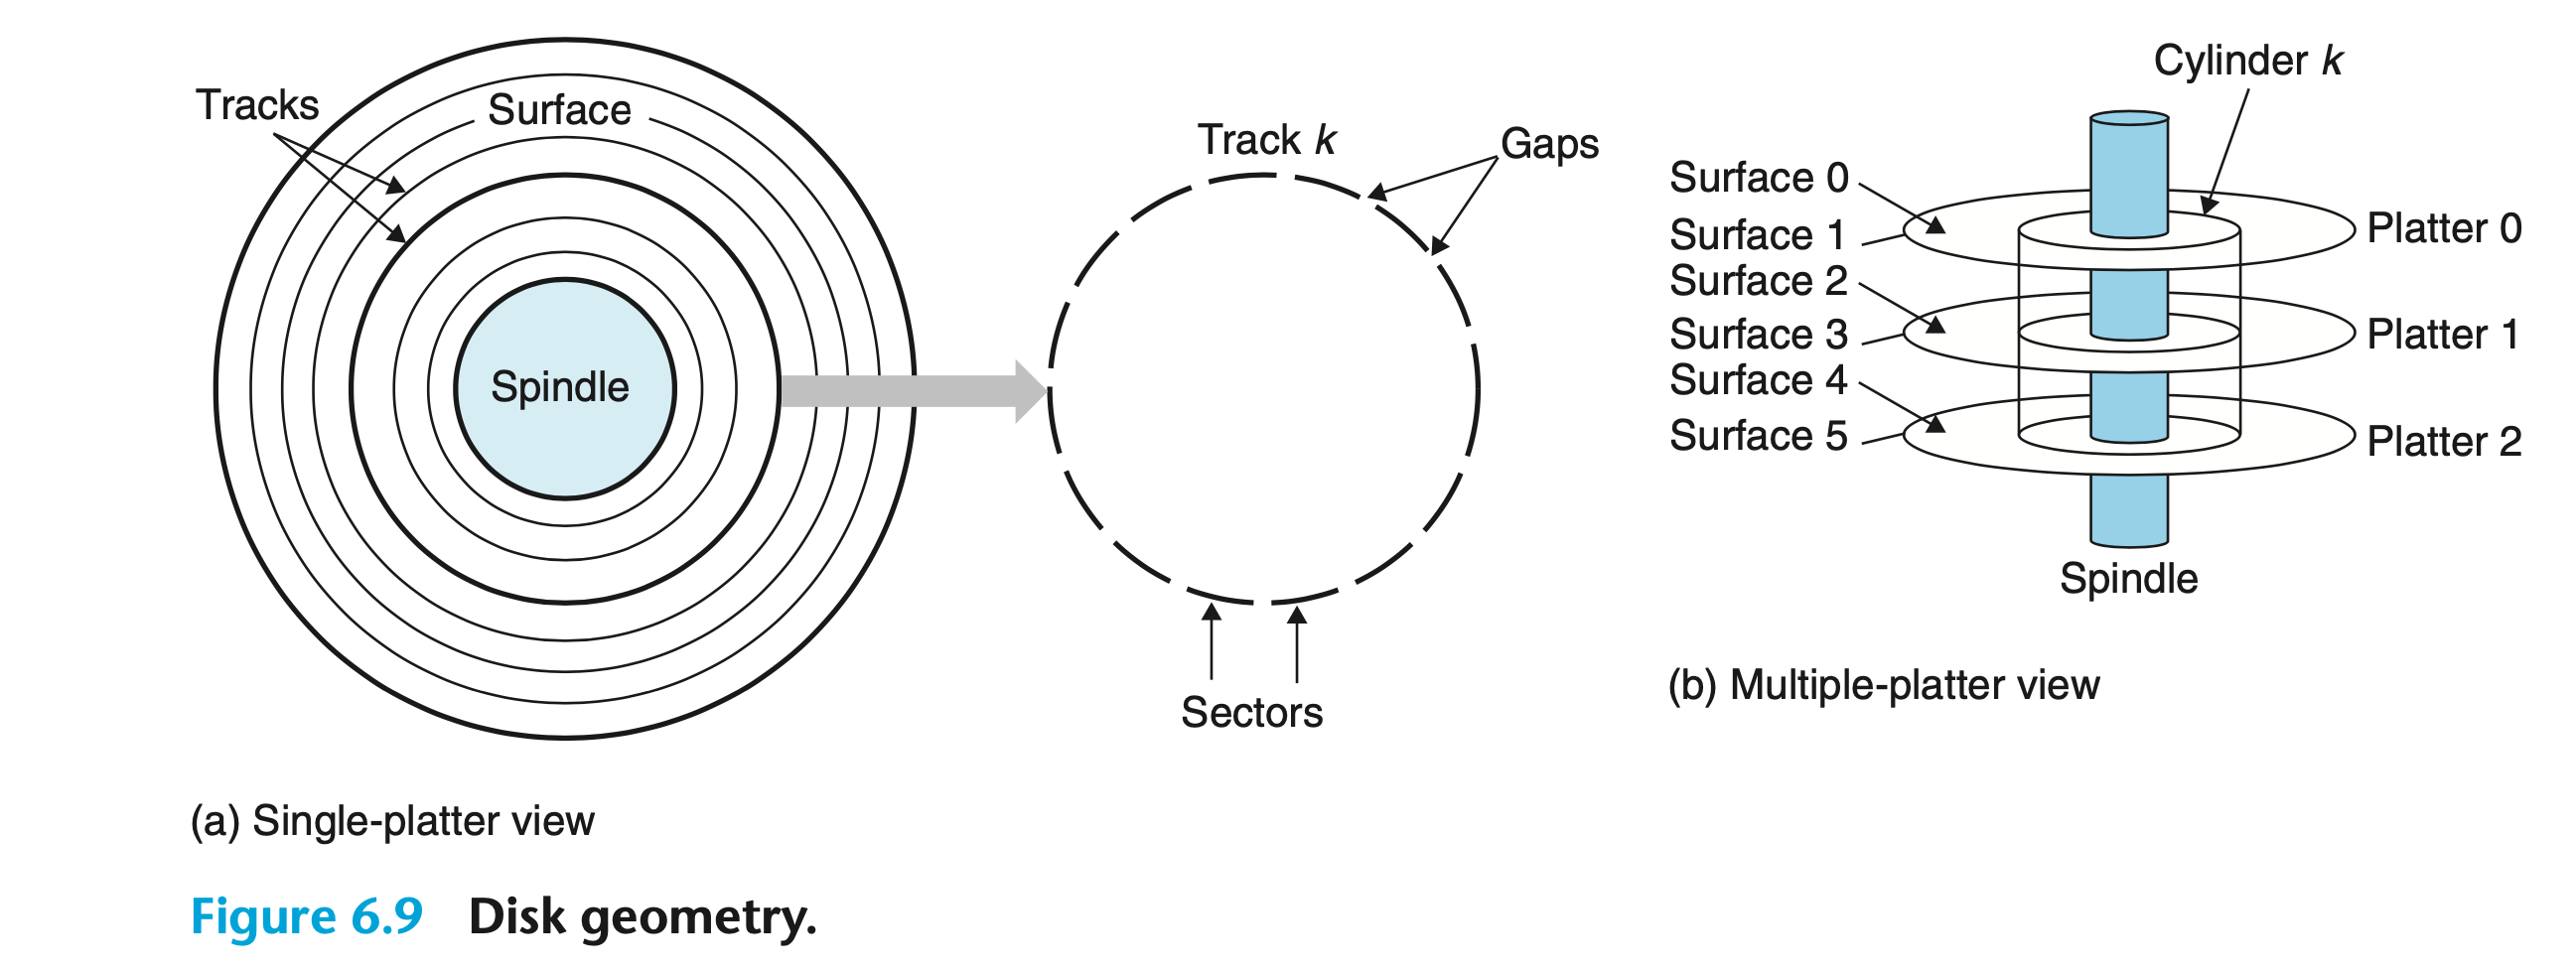 Tracks
Surface
Spindle
Track k
Gaps
Sectors
(a) Single-platter view
Cylinder k
Surface 0
Surface 1
Surface 2
Surface 3
Surface 4
Surface 5
Platter 0
Platter 1
Platter 2
Spindle
(b) Multiple-platter view
Figure 6.9 Disk geometry.